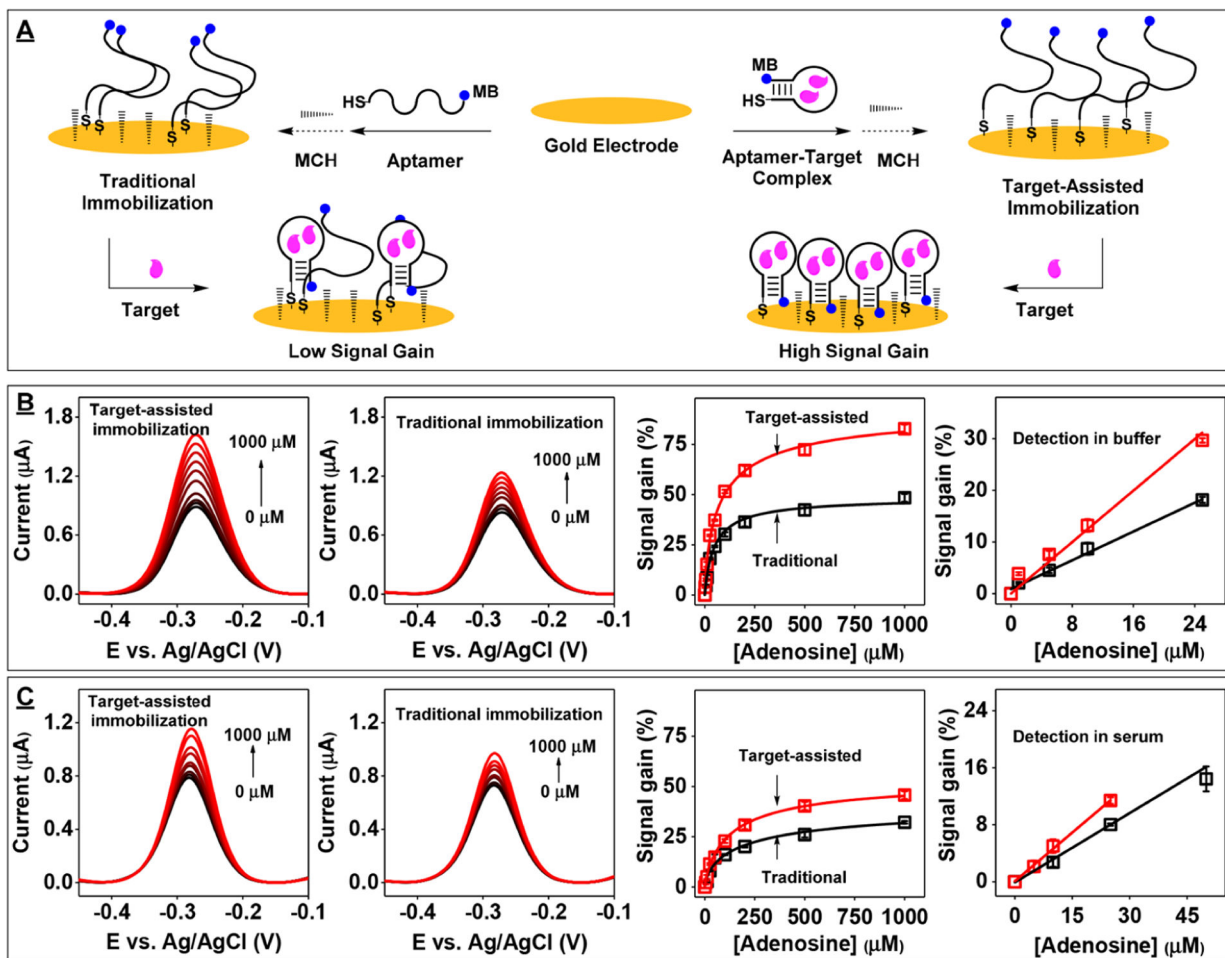 A
MB
HS
MB
HS
S
S
S
S
S
S
S
S
MCH
Aptamer
Gold Electrode
Aptamer-Target
Complex
MCH
Traditional
Immobilization
Target-Assisted
Immobilization
Target
S
S
S
S
S
S
S
Target
Low Signal Gain
High Signal Gain
B
Target-assisted
immobilization
1000 μM
0 μM
Current (μA)
1.8
1.2
0.6
0.0
-0.4
-0.3
-0.2
-0.1
E vs. Ag/AgCl (V)
Traditional immobilization
1000 μM
0 μM
Current (μA)
1.8
1.2
0.6
0.0
-0.4
-0.3
-0.2
-0.1
E vs. Ag/AgCl (V)
Target-assisted
Traditional
Signal gain (%)
75
50
25
0
0
250
500
750
1000
[Adenosine] (μM)
Detection in buffer
Signal gain (%)
30
20
10
0
0
8
16
24
[Adenosine] (μM)
C
Target-assisted
immobilization
1000 μM
0 μM
Current (μA)
1.2
0.8
0.4
0.0
-0.4
-0.3
-0.2
-0.1
E vs. Ag/AgCl (V)
Traditional immobilization
1000 μM
0 μM
Current (μA)
1.2
0.8
0.4
0.0
-0.4
-0.3
-0.2
-0.1
E vs. Ag/AgCl (V)
Target-assisted
Traditional
Signal gain (%)
75
50
25
0
0
250
500
750
1000
[Adenosine] (μM)
Detection in serum
Signal gain (%)
24
16
8
0
0
15
30
45
[Adenosine] (μM)